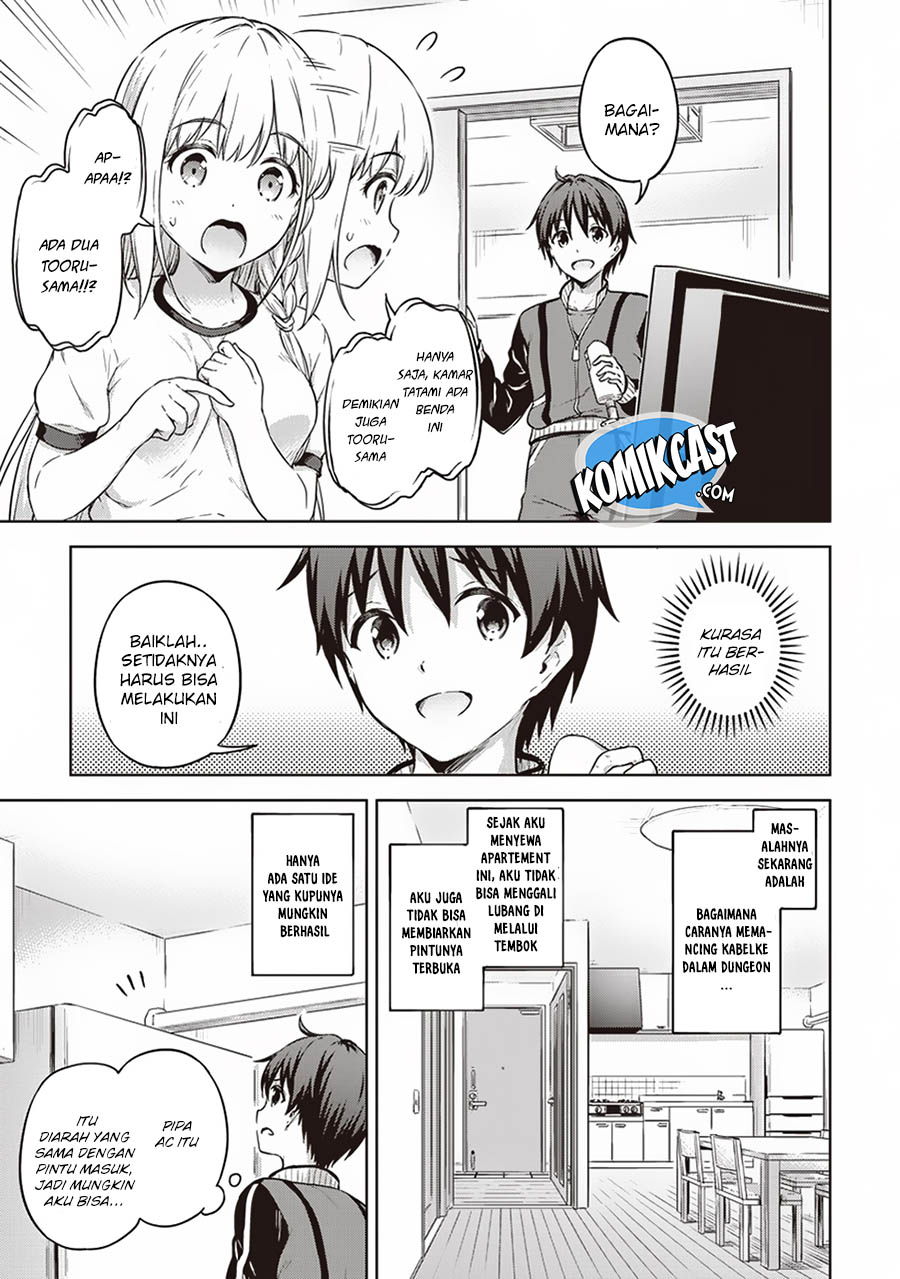 BAGAI-
MANA?
AP-
APAA!?
ADA DUA
TOORU-
SAMA!!?
HANYA
SAJA, KAMAR
TATAMI ADA
BENDA
INI
DEMIKIAN
JUGA
TOORU-
SAMA
KOMIKCAST
.COM
KURASA
ITU BER-
HASIL
BAIKLAH..
SETIDAKNYA
HARUS BISA
MELAKUKAN
INI
MAS-
ALAHNYA
SEKARANG
ADALAH
BAGAIMANA
CARANYA MEMA-
NCING KABELKE
DALAM DUNGEON
...
SEJAK AKU
MENYEWA
APARTEMENT
INI, AKU TIDAK
BISA MENGGALI
LUBANG DI
MELALUI
TEMBOK
AKU JUGA
TIDAK BISA
MEMBIARKAN
PINTUNYA
TERBUKA
HANYA
ADA SATU IDE
YANG KUPUNYA
MUNGKIN
BERHASIL
PIPA
AC ITU
ITU
DIARAH YANG
SAMA DENGAN
PINTU MASUK,
JADI MUNGKIN
AKU BISA...